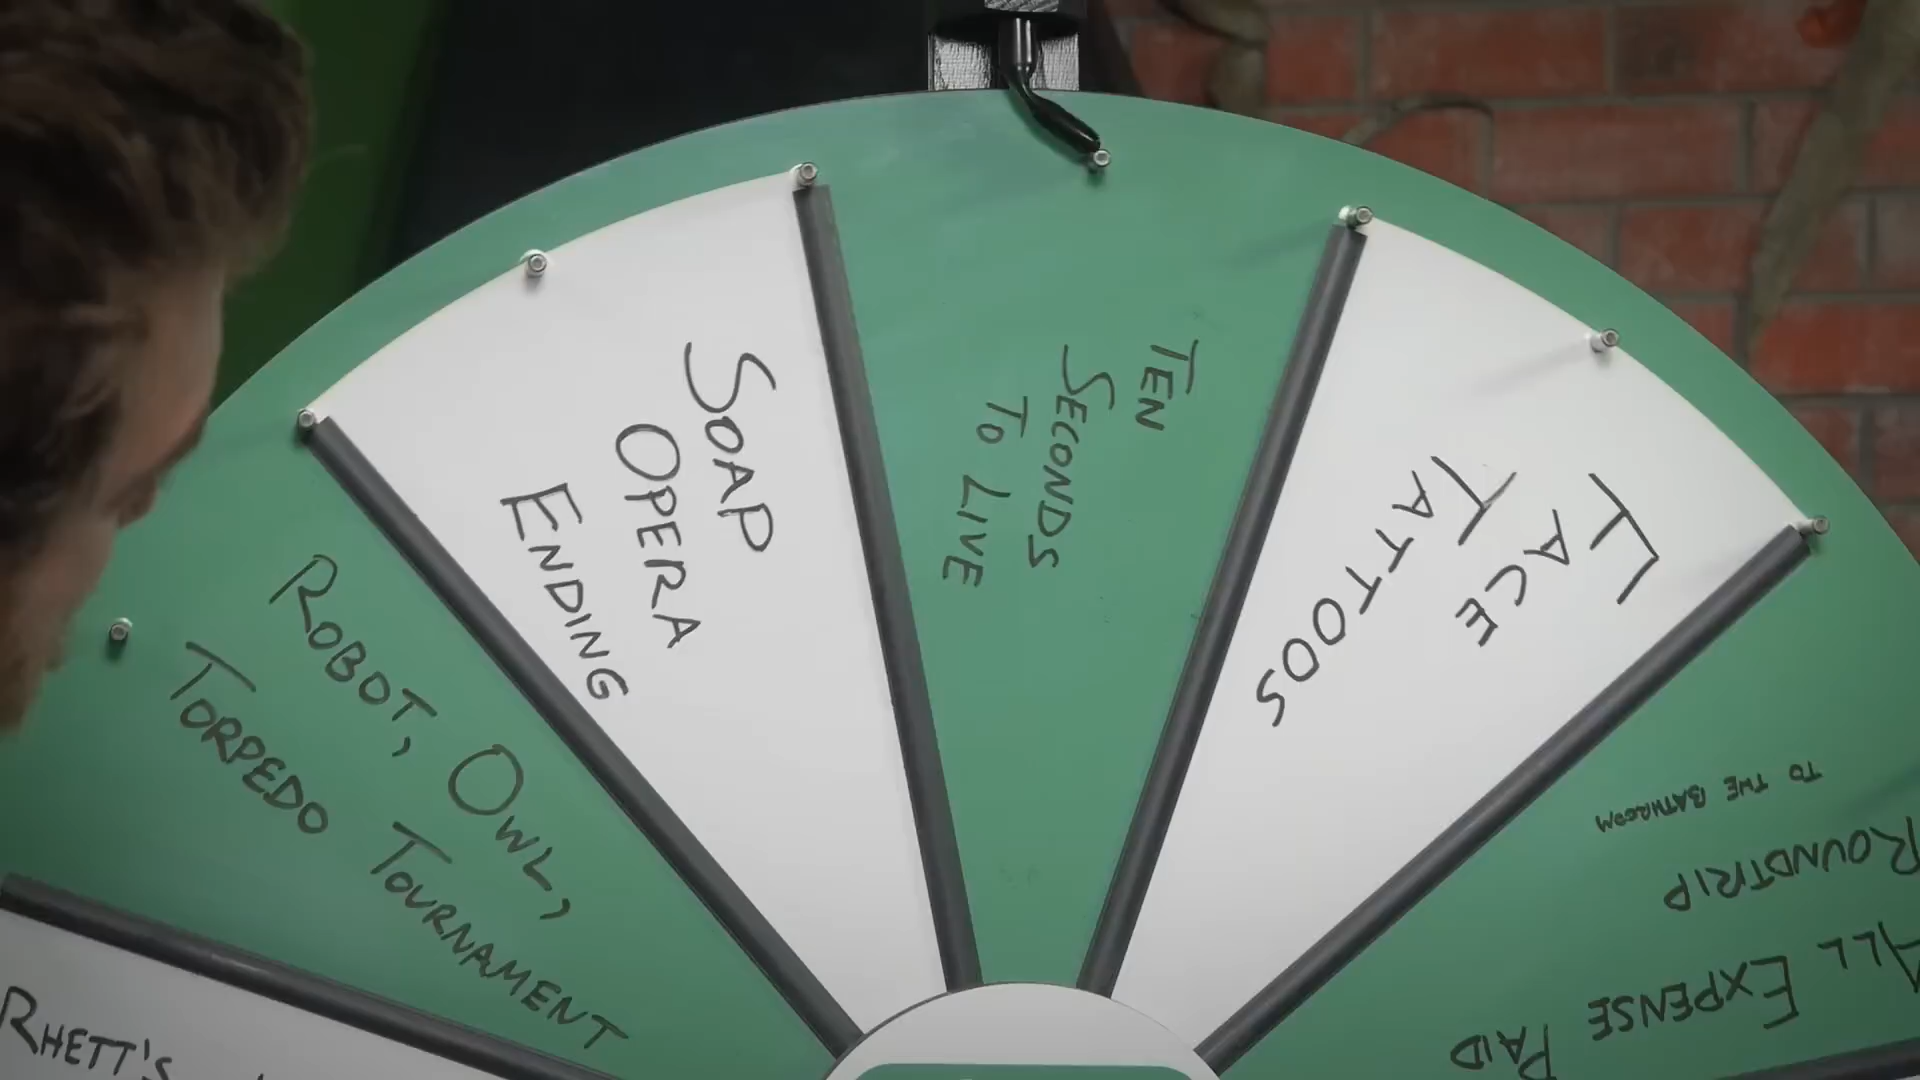 SOAP
OPERA
ENDING
TEN
SECONDS
TO LIVE
FACE
TATTOOS
ROBOT, OWL,
TORPEDO TOURNAMENT
TO THE BATHROOM
ROUNDTRIP
ALL EXPENSE
PAID
RHETT'S